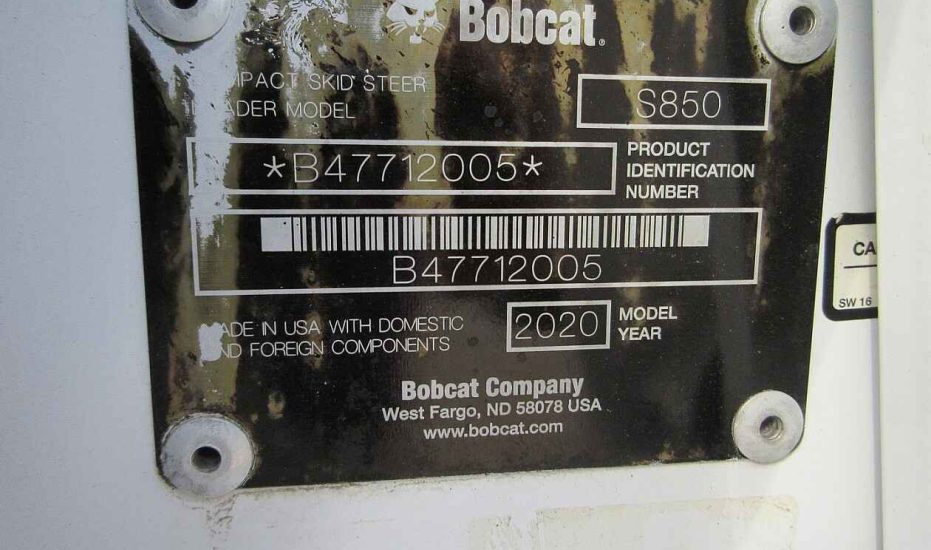 Bobcat®
MPACT SKID STEER
ADER MODEL
S850
*B47712005*
PRODUCT
IDENTIFICATION
NUMBER
B47712005
ADE IN USA WITH DOMESTIC
ND FOREIGN COMPONENTS
2020
MODEL
YEAR
Bobcat Company
West Fargo, ND 58078 USA
www.bobcat.com
CA
SW 16